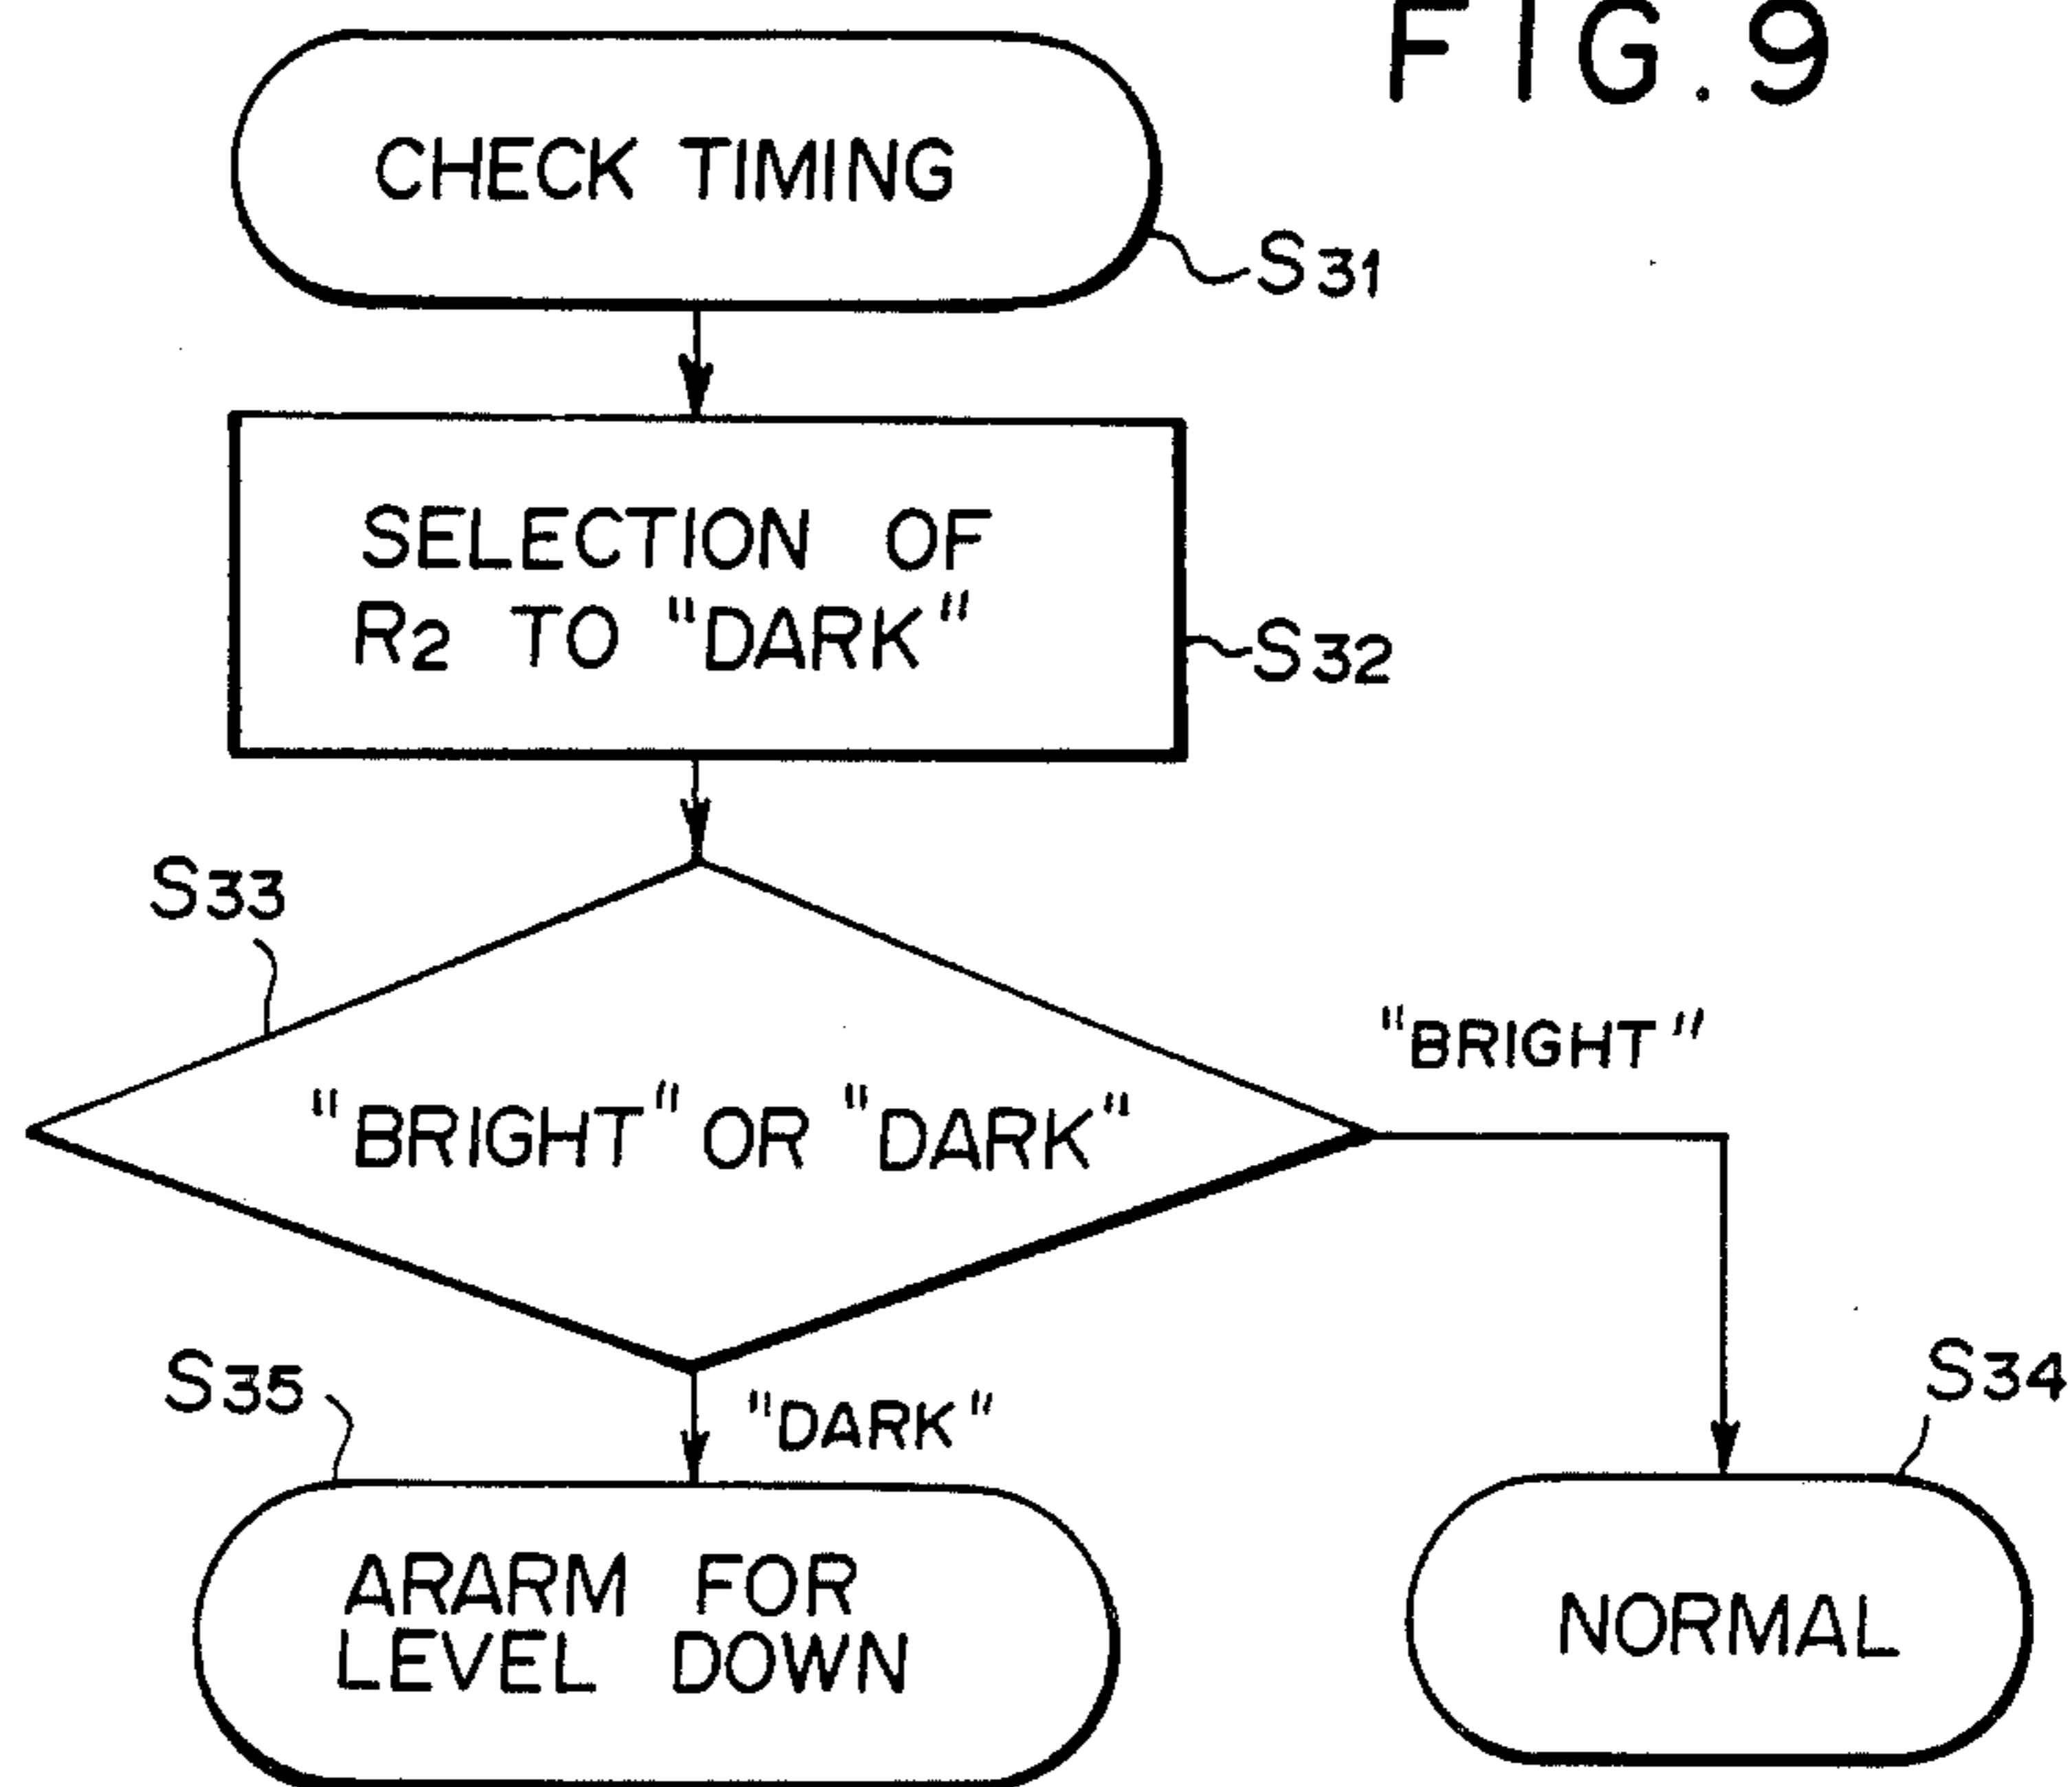 FIG.9
CHECK TIMING
S31
SELECTION OF
R2 TO "DARK"
S32
S33
"BRIGHT" OR "DARK"
"BRIGHT"
S35
"DARK"
S34
ARARM FOR
LEVEL DOWN
NORMAL